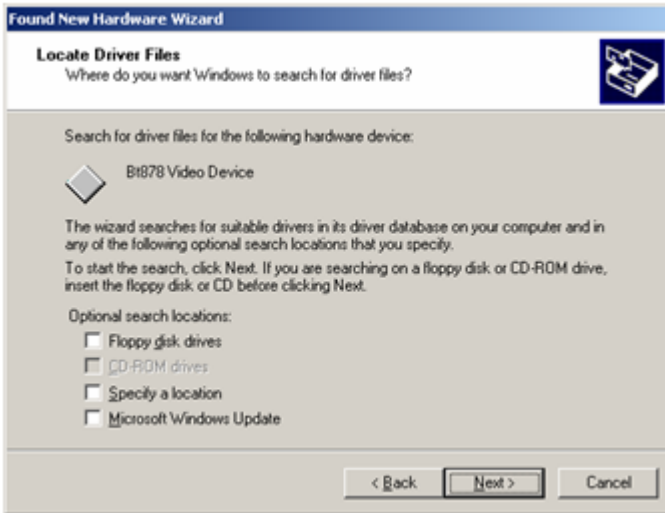 Found New Hardware Wizard
Locate Driver Files
Where do you want Windows to search for driver files?
Search for driver files for the following hardware device:
Bt878 Video Device
The wizard searches for suitable drivers in its driver database on your computer and in
any of the following optional search locations that you specify.
To start the search, click Next. If you are searching on a floppy disk or CD-ROM drive,
insert the floppy disk or CD before clicking Next.
Optional search locations:
Floppy disk drives
CD-ROM drives
Specify a location
Microsoft Windows Update
< Back Next > Cancel